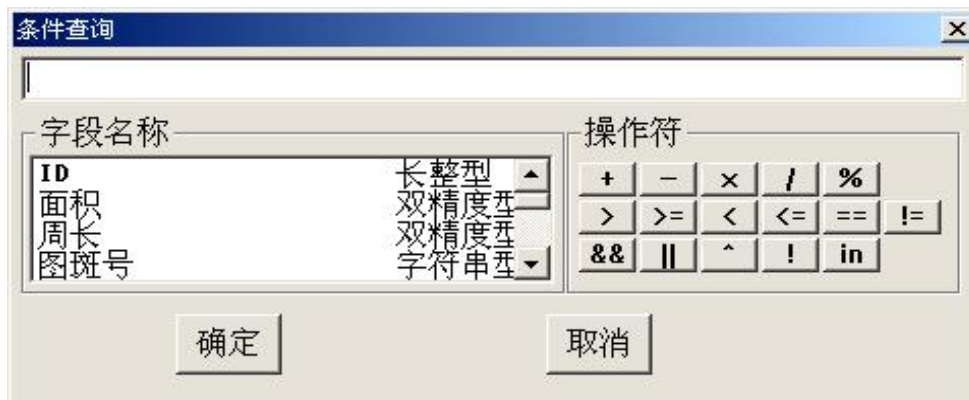 条件查询
字段名称
操作符
ID 长整型
面积 双精度型
周长 双精度型
图斑号 字符串型
+ - × / %
> >= < <= == !=
&& || ^ ! in
确定 取消